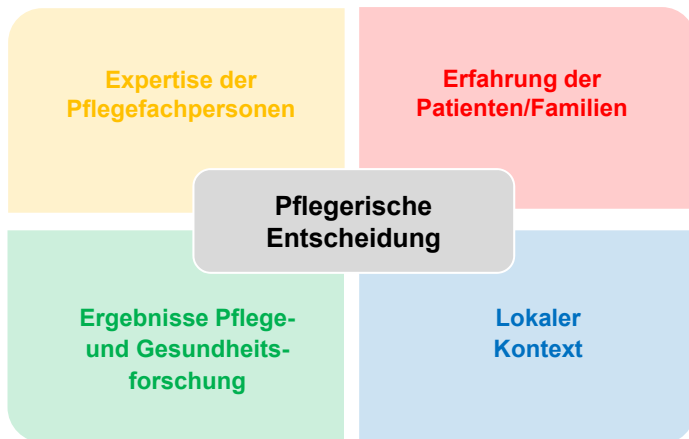 Expertise der
Pflegefachpersonen
Erfahrung der
Patienten/Familien
Pflegerische
Entscheidung
Ergebnisse Pflege-
und Gesundheits-
forschung
Lokaler
Kontext